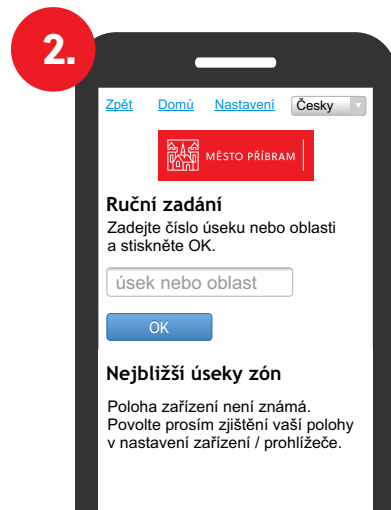 2.
Zpět Domů Nastavení Česky
MĚSTO PŘÍBRAM
Ruční zadání
Zadejte číslo úseku nebo oblasti
a stiskněte OK.
úsek nebo oblast
OK
Nejbližší úseky zón
Poloha zařízení není známá.
Povolte prosím zjištění vaší polohy
v nastavení zařízení / prohlížeče.